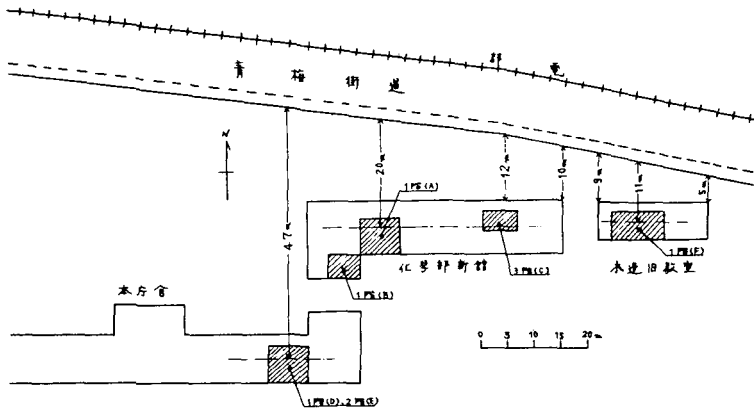 都電
青梅街道
N
20m
12m
10m
9m
11m
5m
47m
1階(A)
3階(C)
1階(F)
化学部新館
水道旧教室
1階(B)
本庁舎
0 5 10 15 20m
1階(D)、2階(E)